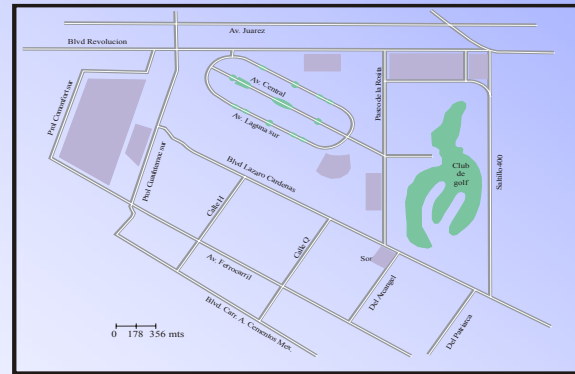 Av. Juarez
Blvd Revolucion
Av. Central
Av. Laguna sur
Paseo de la Rosita
Prol Comonfort sur
Prol Cuauhtemoc sur
Club
de
golf
Saltillo 400
Blvd Lazaro Cardenas
Calle H
Calle Q
Sor
Av. Ferrocarril
Del Arcangel
Blvd. Carr. A. Cementos Mex.
Del Patriarca
0 178 356 mts